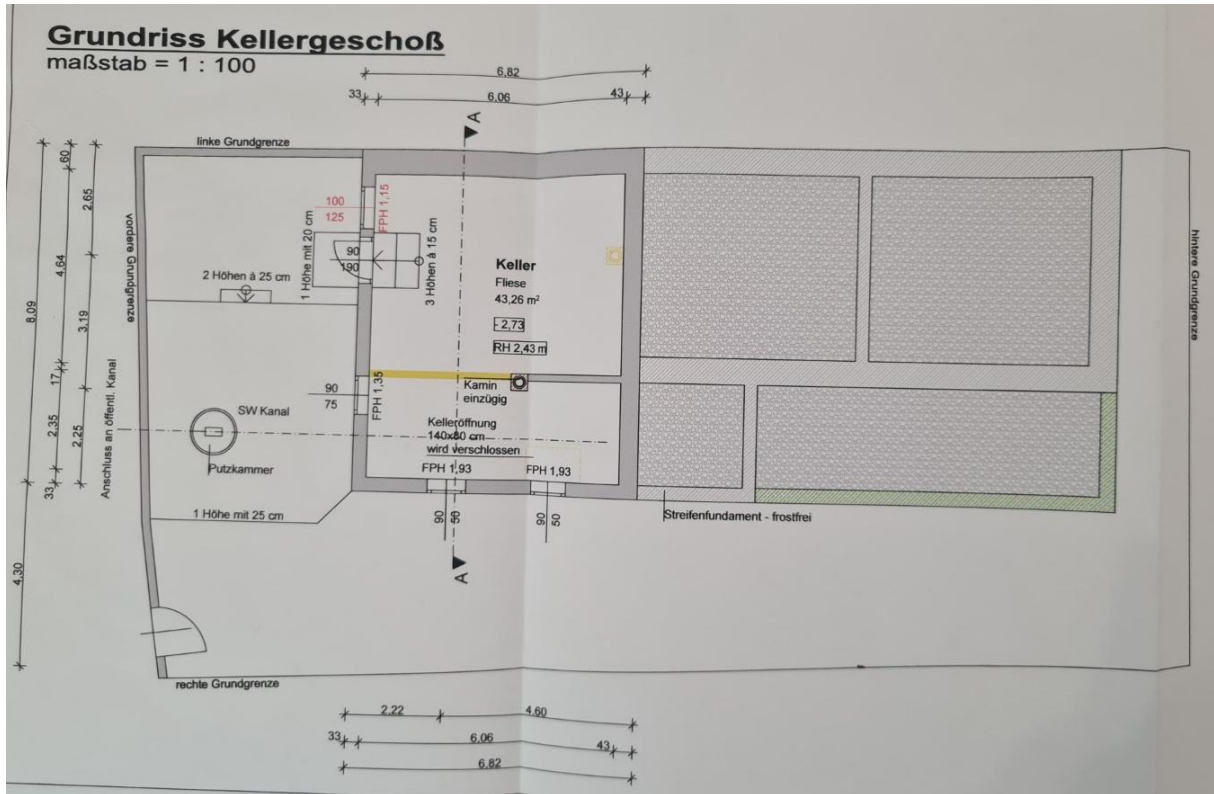 Grundriss Kellergeschoß
maßstab = 1 : 100
6,82
33
6,06
43
A
linke Grundgrenze
60
2,65
4,64
8,09
3,19
17
2,35
2,25
33
4,30
vordere Grundgrenze
Anschluss an öffentl. Kanal
100
125
FPH 1,15
1 Höhe mit 20 cm
90
190
3 Höhen à 15 cm
2 Höhen à 25 cm
Keller
Fliese
43,26 m²
- 2,73
RH 2,43 m
hintere Grundgrenze
90
75
FPH 1,35
Kamin
einzügig
SW Kanal
Putzkammer
Kelleröffnung
140x80 cm
wird verschlossen
FPH 1,93
FPH 1,93
1 Höhe mit 25 cm
90
50
90
50
Streifenfundament - frostfrei
A
rechte Grundgrenze
2,22
4,60
33
6,06
43
6,82